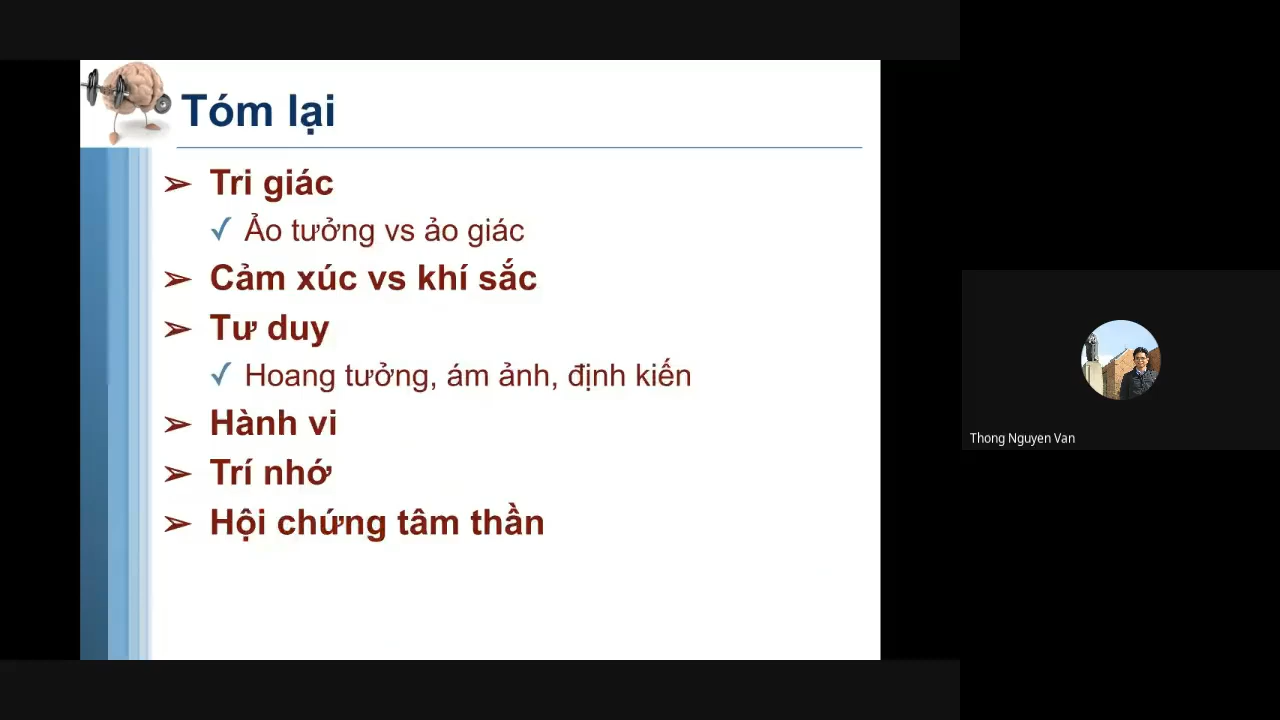 Tóm lại
➢ Tri giác
✓ Ảo tưởng vs ảo giác
➢ Cảm xúc vs khí sắc
➢ Tư duy
✓ Hoang tưởng, ám ảnh, định kiến
➢ Hành vi
➢ Trí nhớ
➢ Hội chứng tâm thần
Thong Nguyen Van